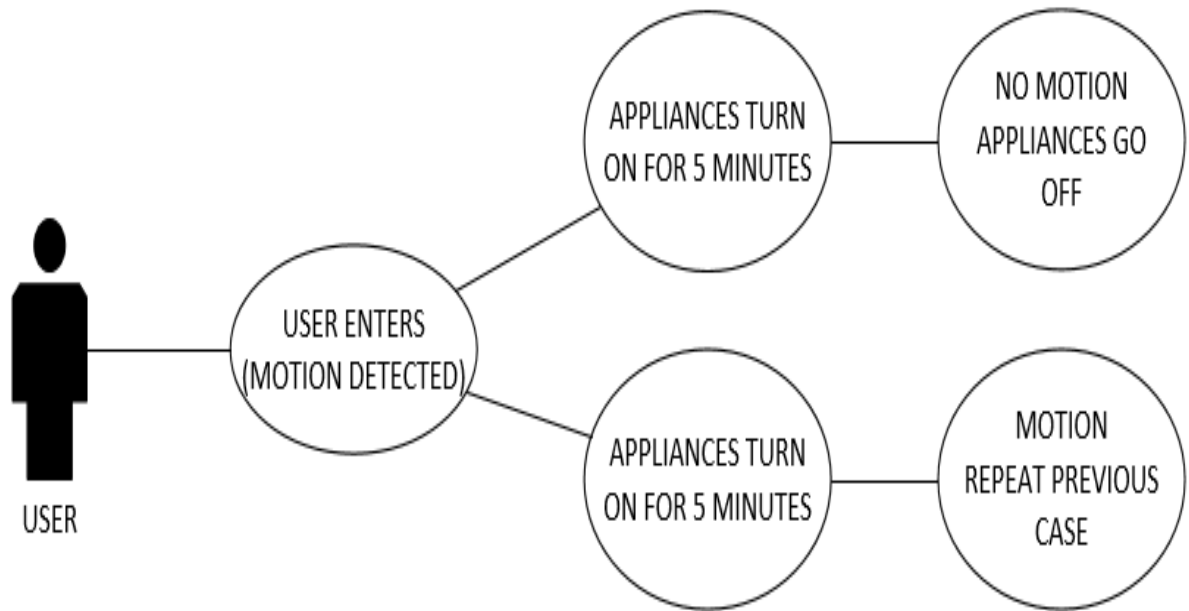 USER
USER ENTERS
(MOTION DETECTED)
APPLIANCES TURN
ON FOR 5 MINUTES
NO MOTION
APPLIANCES GO
OFF
APPLIANCES TURN
ON FOR 5 MINUTES
MOTION
REPEAT PREVIOUS
CASE